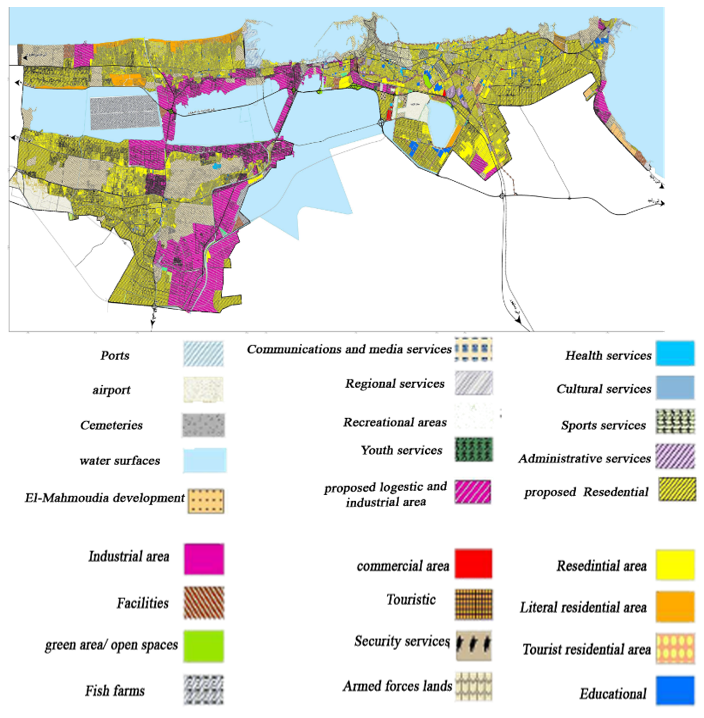 Ports
Communications and media services
Health services
airport
Regional services
Cultural services
Cemeteries
Recreational areas
Sports services
water surfaces
Youth services
Administrative services
El-Mahmoudia development
proposed logestic and
industrial area
proposed Resedential
Industrial area
commercial area
Resedintial area
Facilities
Touristic
Literal residential area
green area/ open spaces
Security services
Tourist residential area
Fish farms
Armed forces lands
Educational